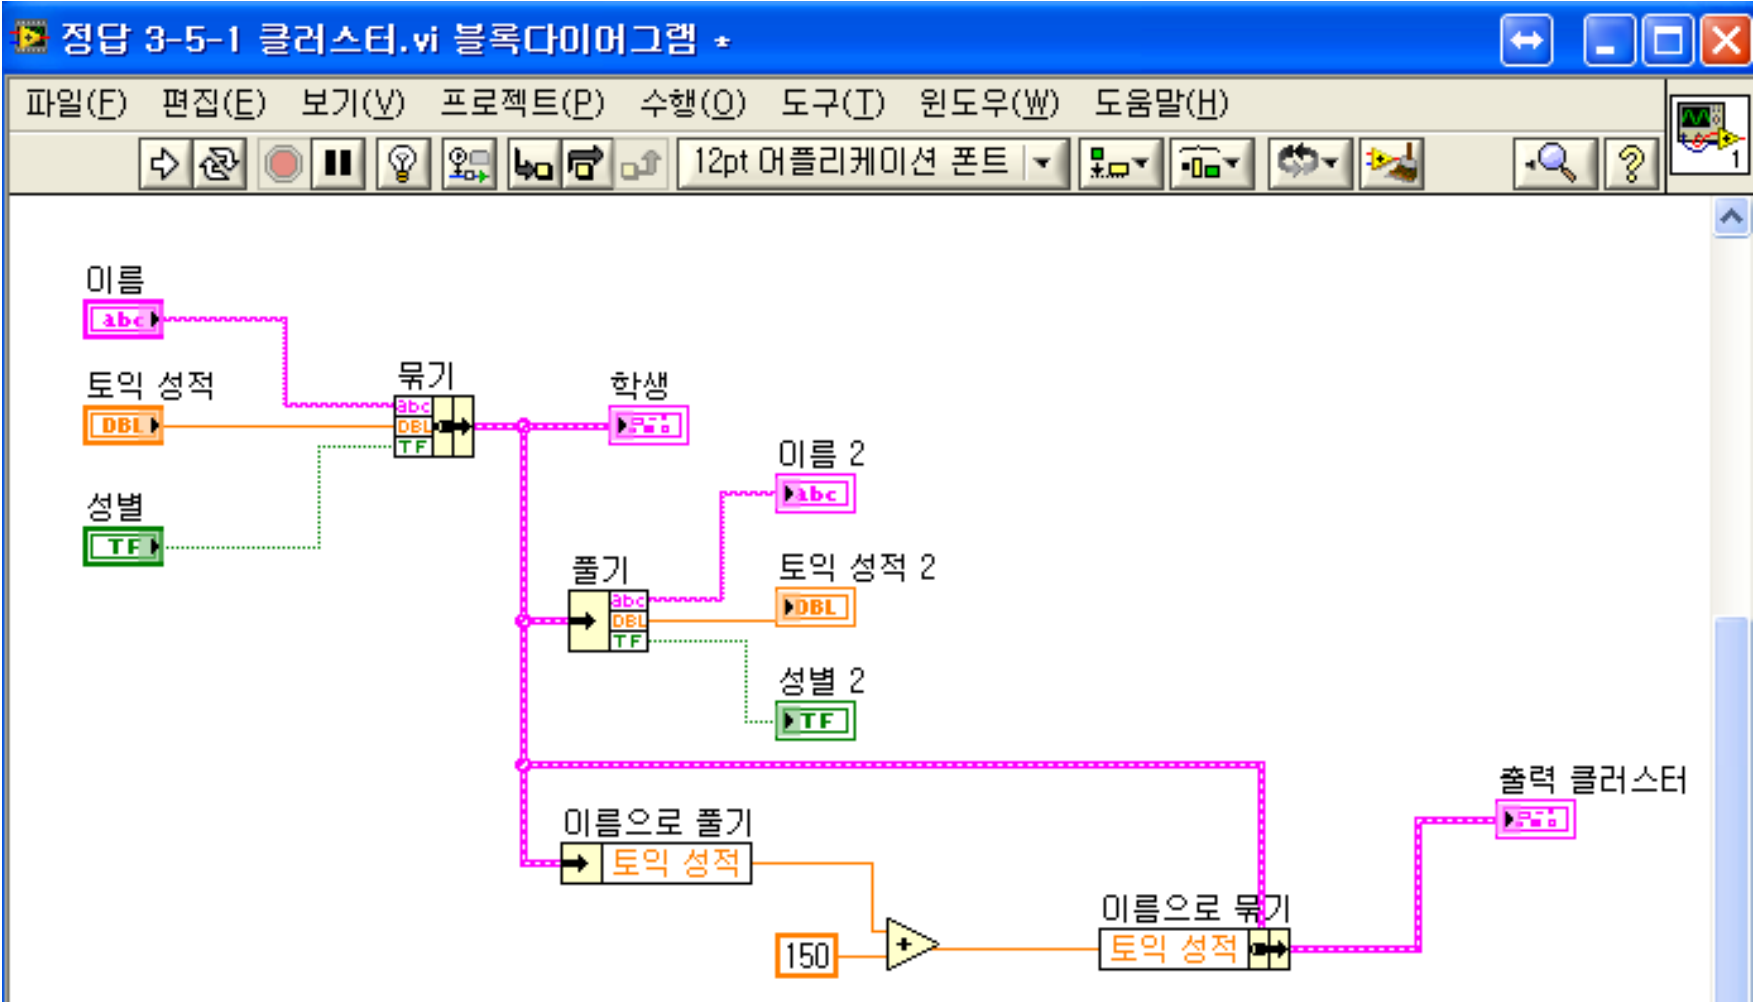 정답 3-5-1 클러스터.vi 블록다이어그램 *
파일(F) 편집(E) 보기(V) 프로젝트(P) 수행(O) 도구(T) 윈도우(W) 도움말(H)
12pt 어플리케이션 폰트
?
1
이름
abc
토익 성적
DBL
성별
TF
묶기
abc
DBL
TF
학생
이름 2
abc
풀기
abc
DBL
TF
토익 성적 2
DBL
성별 2
TF
출력 클러스터
이름으로 풀기
토익 성적
150
+
이름으로 묶기
토익 성적